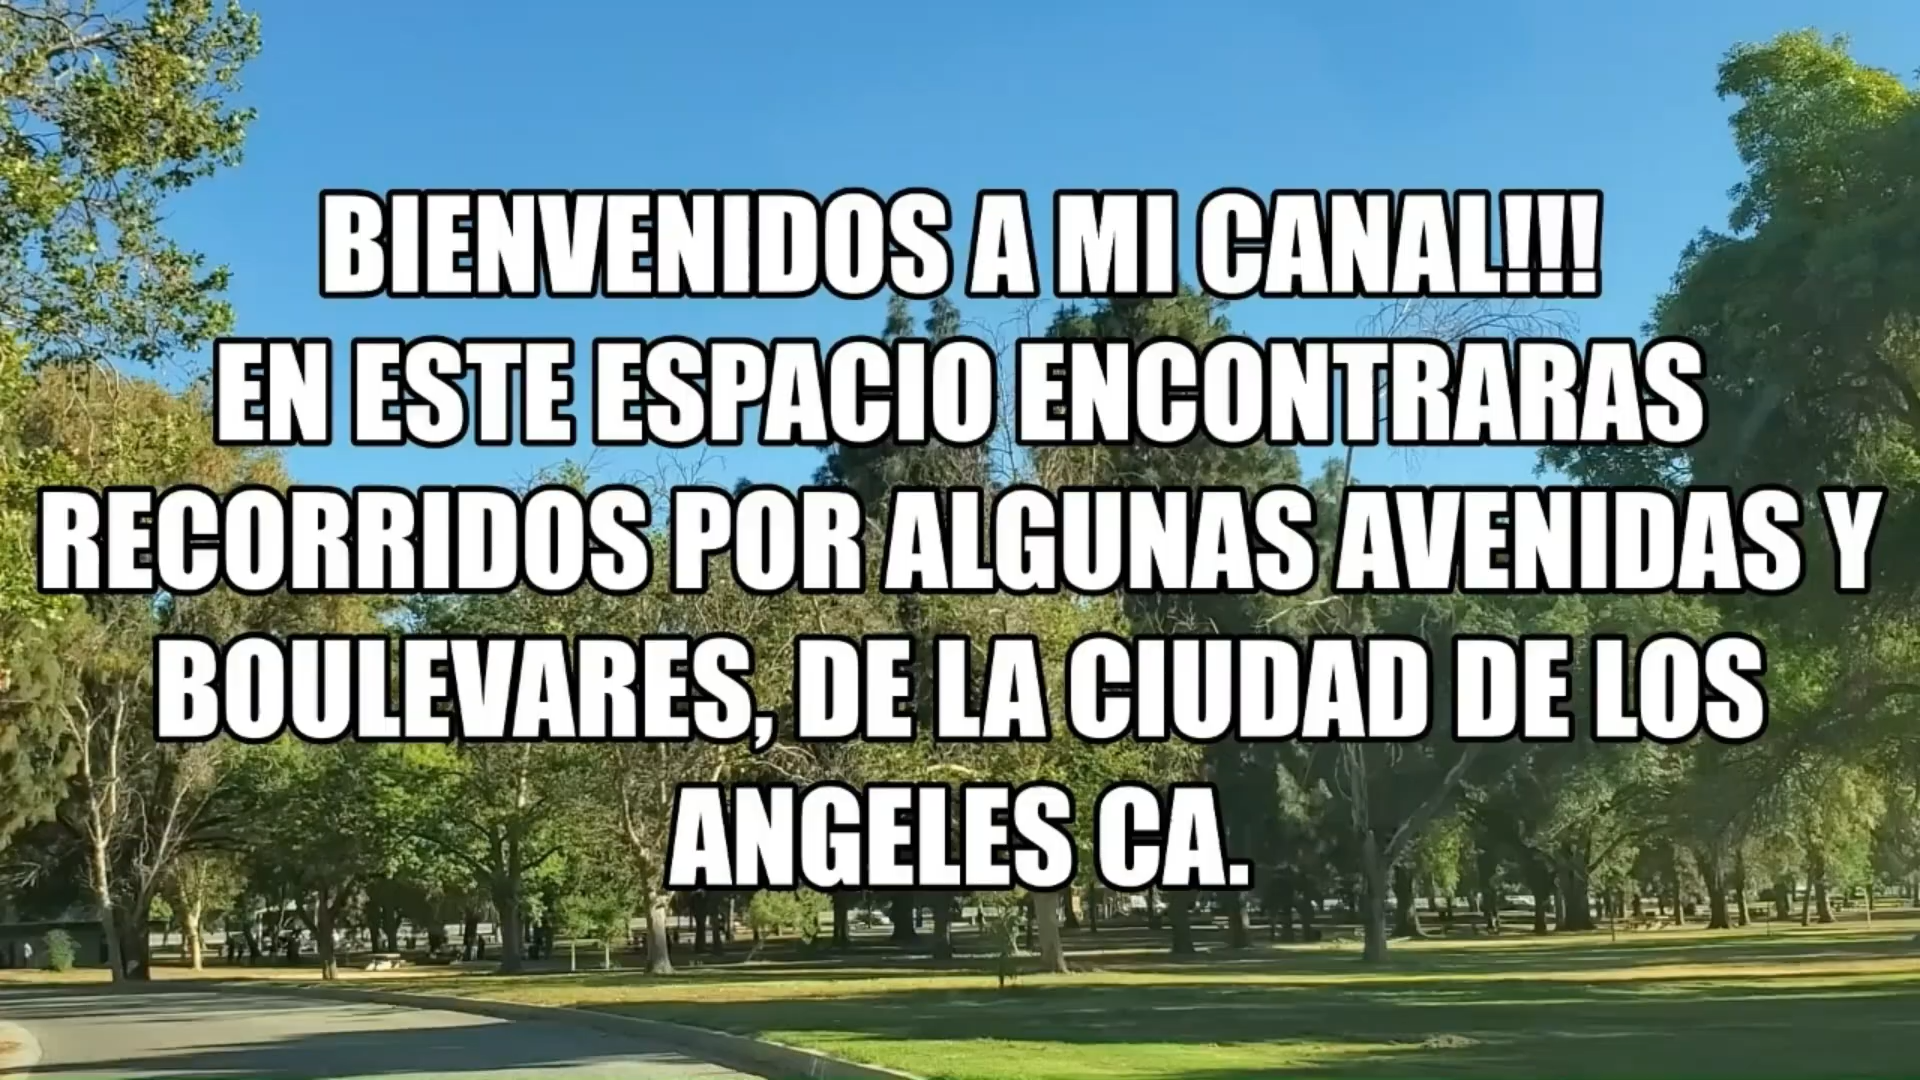 BIENVENIDOS A MI CANAL!!!
EN ESTE ESPACIO ENCONTRARAS
RECORRIDOS POR ALGUNAS AVENIDAS Y
BOULEVARES, DE LA CIUDAD DE LOS
ANGELES CA.